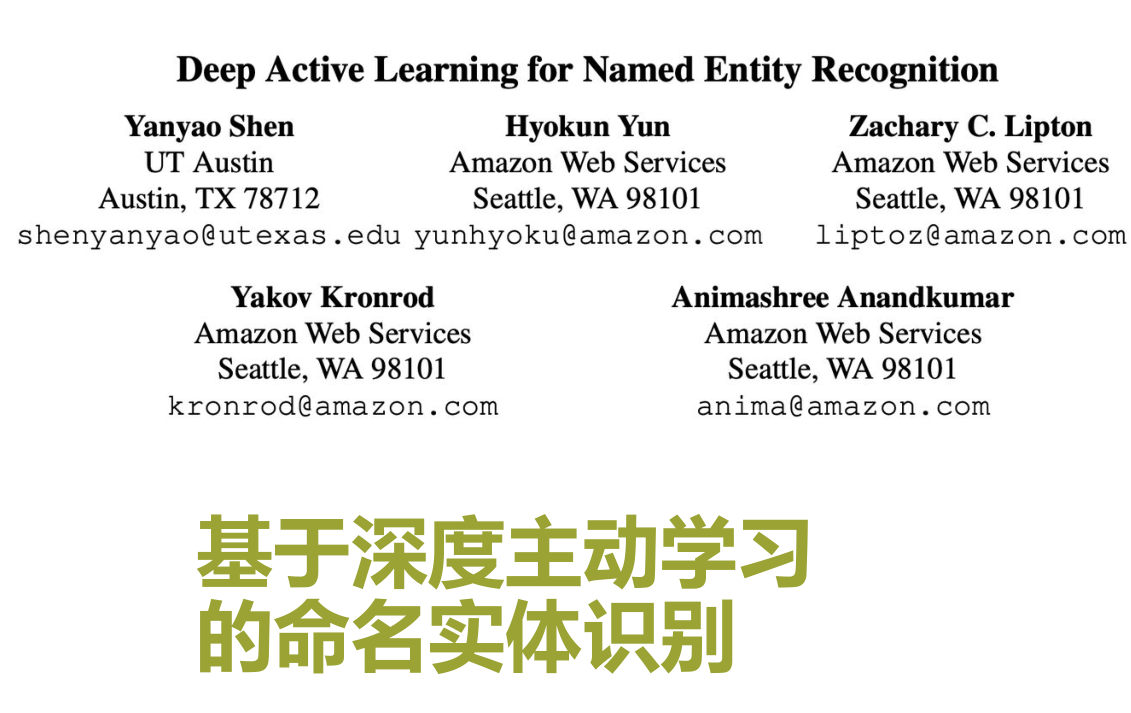 Deep Active Learning for Named Entity Recognition
Yanyao Shen Hyokun Yun Zachary C. Lipton
UT Austin Amazon Web Services Amazon Web Services
Austin, TX 78712 Seattle, WA 98101 Seattle, WA 98101
shenyanyao@utexas.edu yunhyoku@amazon.com liptoz@amazon.com
Yakov Kronrod Animashree Anandkumar
Amazon Web Services Amazon Web Services
Seattle, WA 98101 Seattle, WA 98101
kronrod@amazon.com anima@amazon.com
基于深度主动学习
的命名实体识别